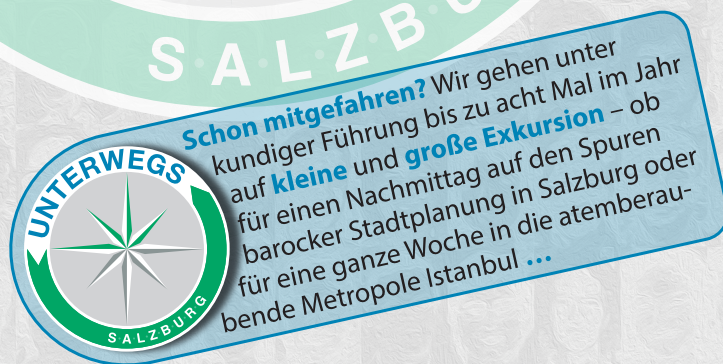 SALZBU
Schon mitgefahren? Wir gehen unter
kundiger Führung bis zu acht Mal im Jahr
auf kleine und große Exkursion – ob
für einen Nachmittag auf den Spuren
barocker Stadtplanung in Salzburg oder
für eine ganze Woche in die atemberau-
bende Metropole Istanbul ...
UNTERWEGS
SALZBURG